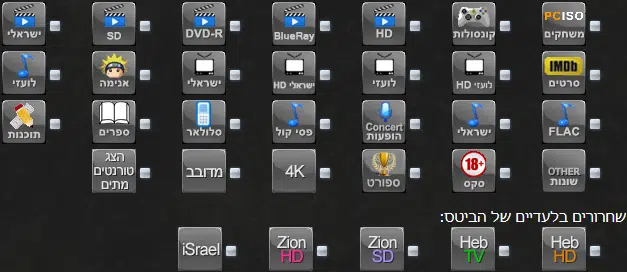 PCISO
משחקים
קונסולות
HD
BlueRay
DVD-R
SD
ישראלי
IMDb
סרטים
לועזי HD
לועזי
ישראלי HD
ישראלי
אנימה
לועזי
FLAC
ישראלי
Concert
הופעות
פסי קול
סלולאר
ספרים
תוכנות
OTHER
שונות
18+
סקס
ספורט
4K
מדובב
הצג
טורנטים
מתים
שחרורים בלעדיים של הביטס:
Heb
HD
Heb
TV
Zion
SD
Zion
HD
iSrael